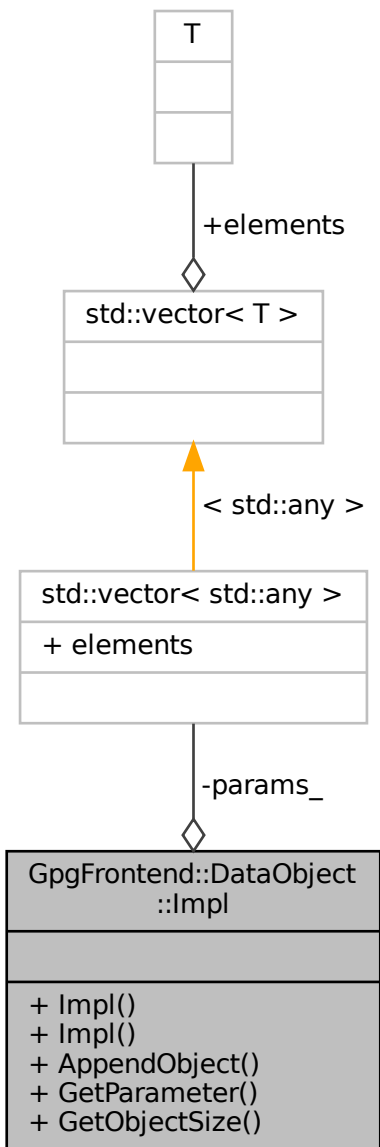 T
+elements
std::vector< T >
< std::any >
std::vector< std::any >
+ elements
-params_
GpgFrontend::DataObject
::Impl
+ Impl()
+ Impl()
+ AppendObject()
+ GetParameter()
+ GetObjectSize()